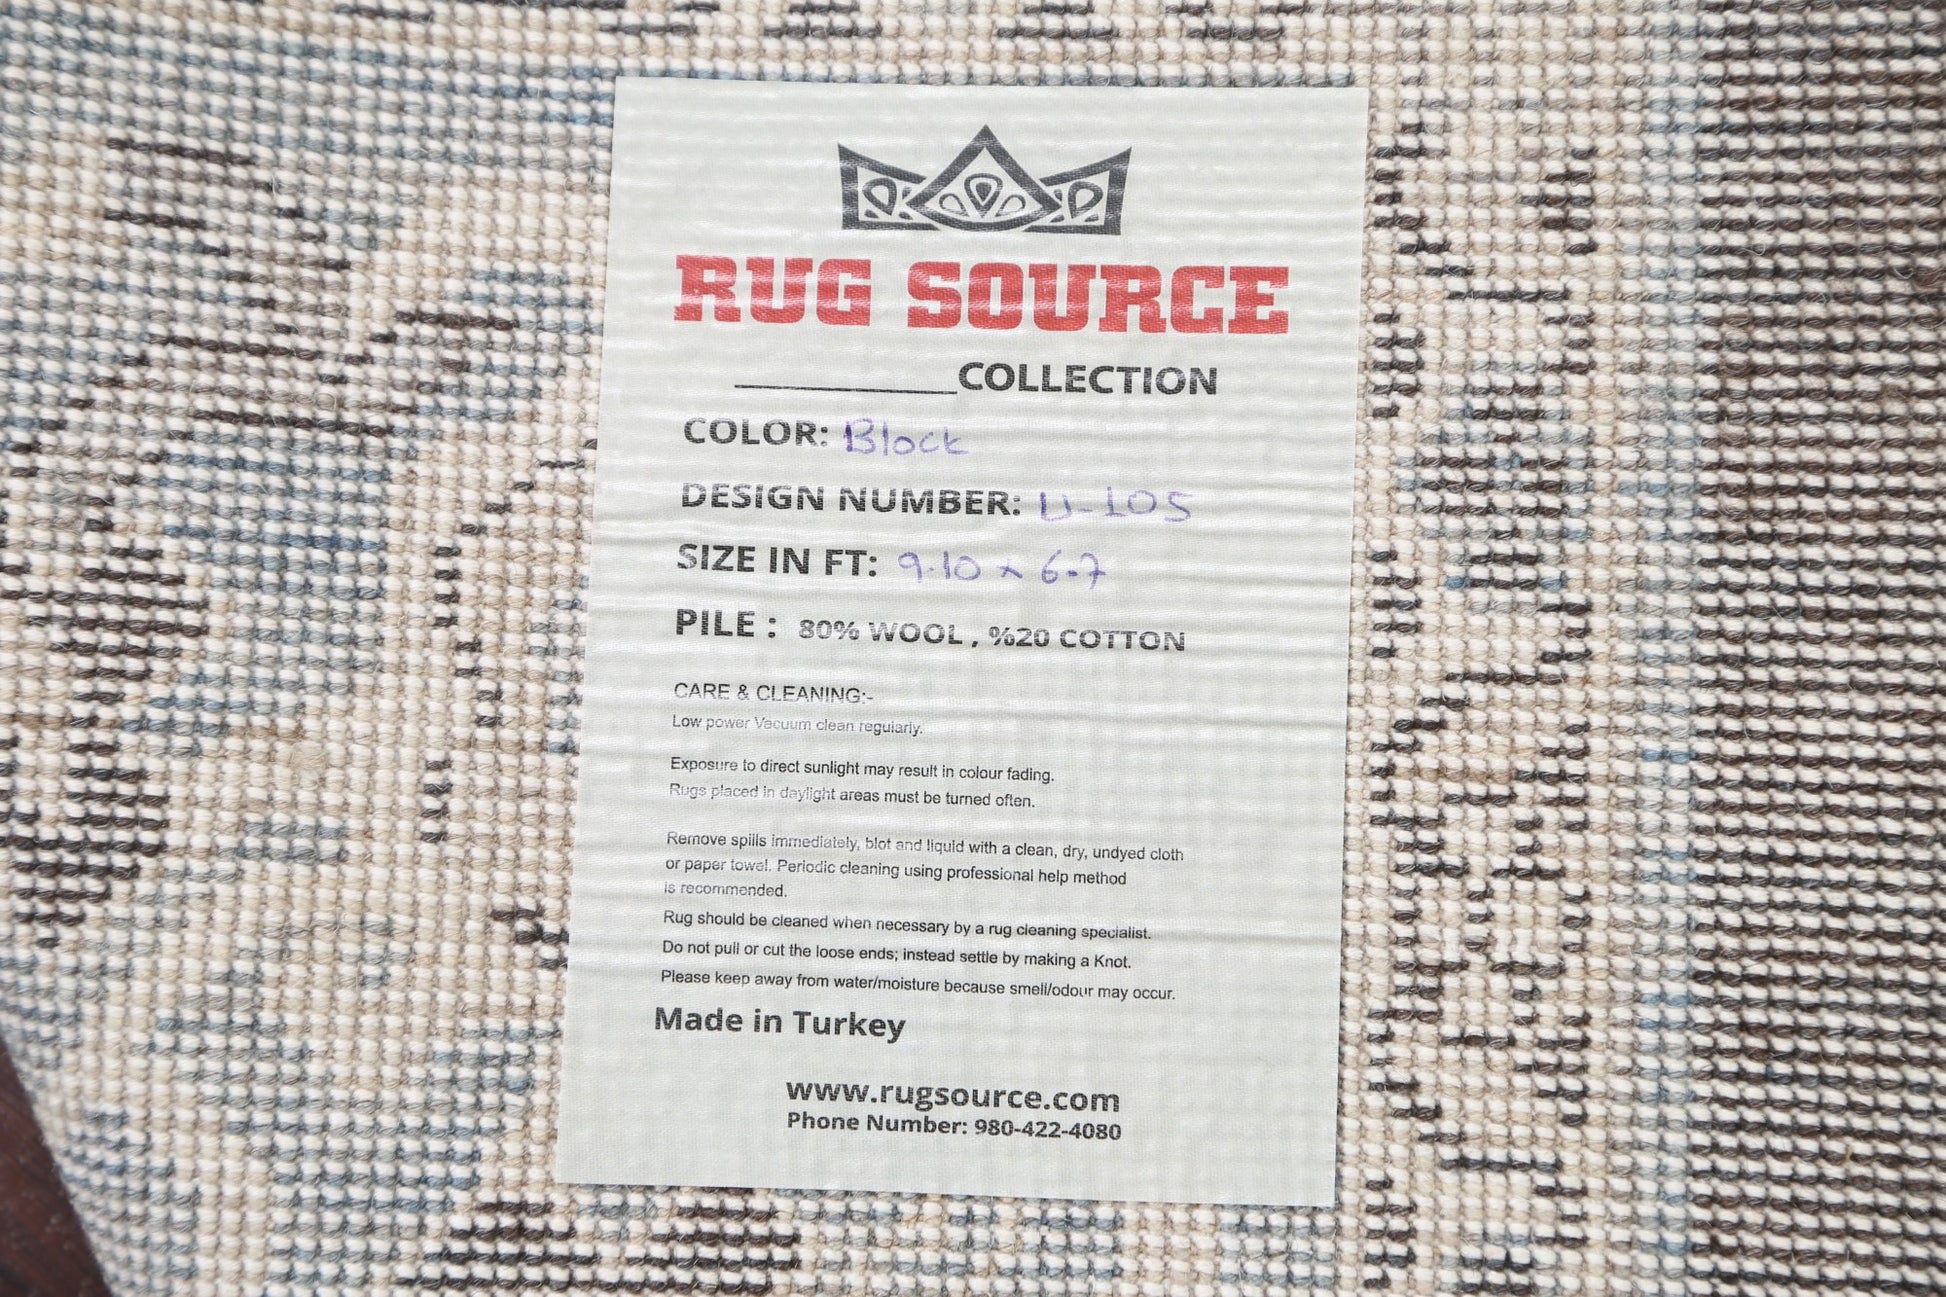 RUG SOURCE
____________COLLECTION
COLOR: Block
DESIGN NUMBER: U-105
SIZE IN FT: 9.10 x 6.7
PILE : 80% WOOL , %20 COTTON
CARE & CLEANING:-
Low power Vacuum clean regularly.
Exposure to direct sunlight may result in colour fading.
Rugs placed in daylight areas must be turned often.
Remove spills immediately, blot and liquid with a clean, dry, undyed cloth
or paper towel. Periodic cleaning using professional help method
is recommended.
Rug should be cleaned when necessary by a rug cleaning specialist.
Do not pull or cut the loose ends; instead settle by making a Knot.
Please keep away from water/moisture because smell/odour may occur.
Made in Turkey
www.rugsource.com
Phone Number: 980-422-4080